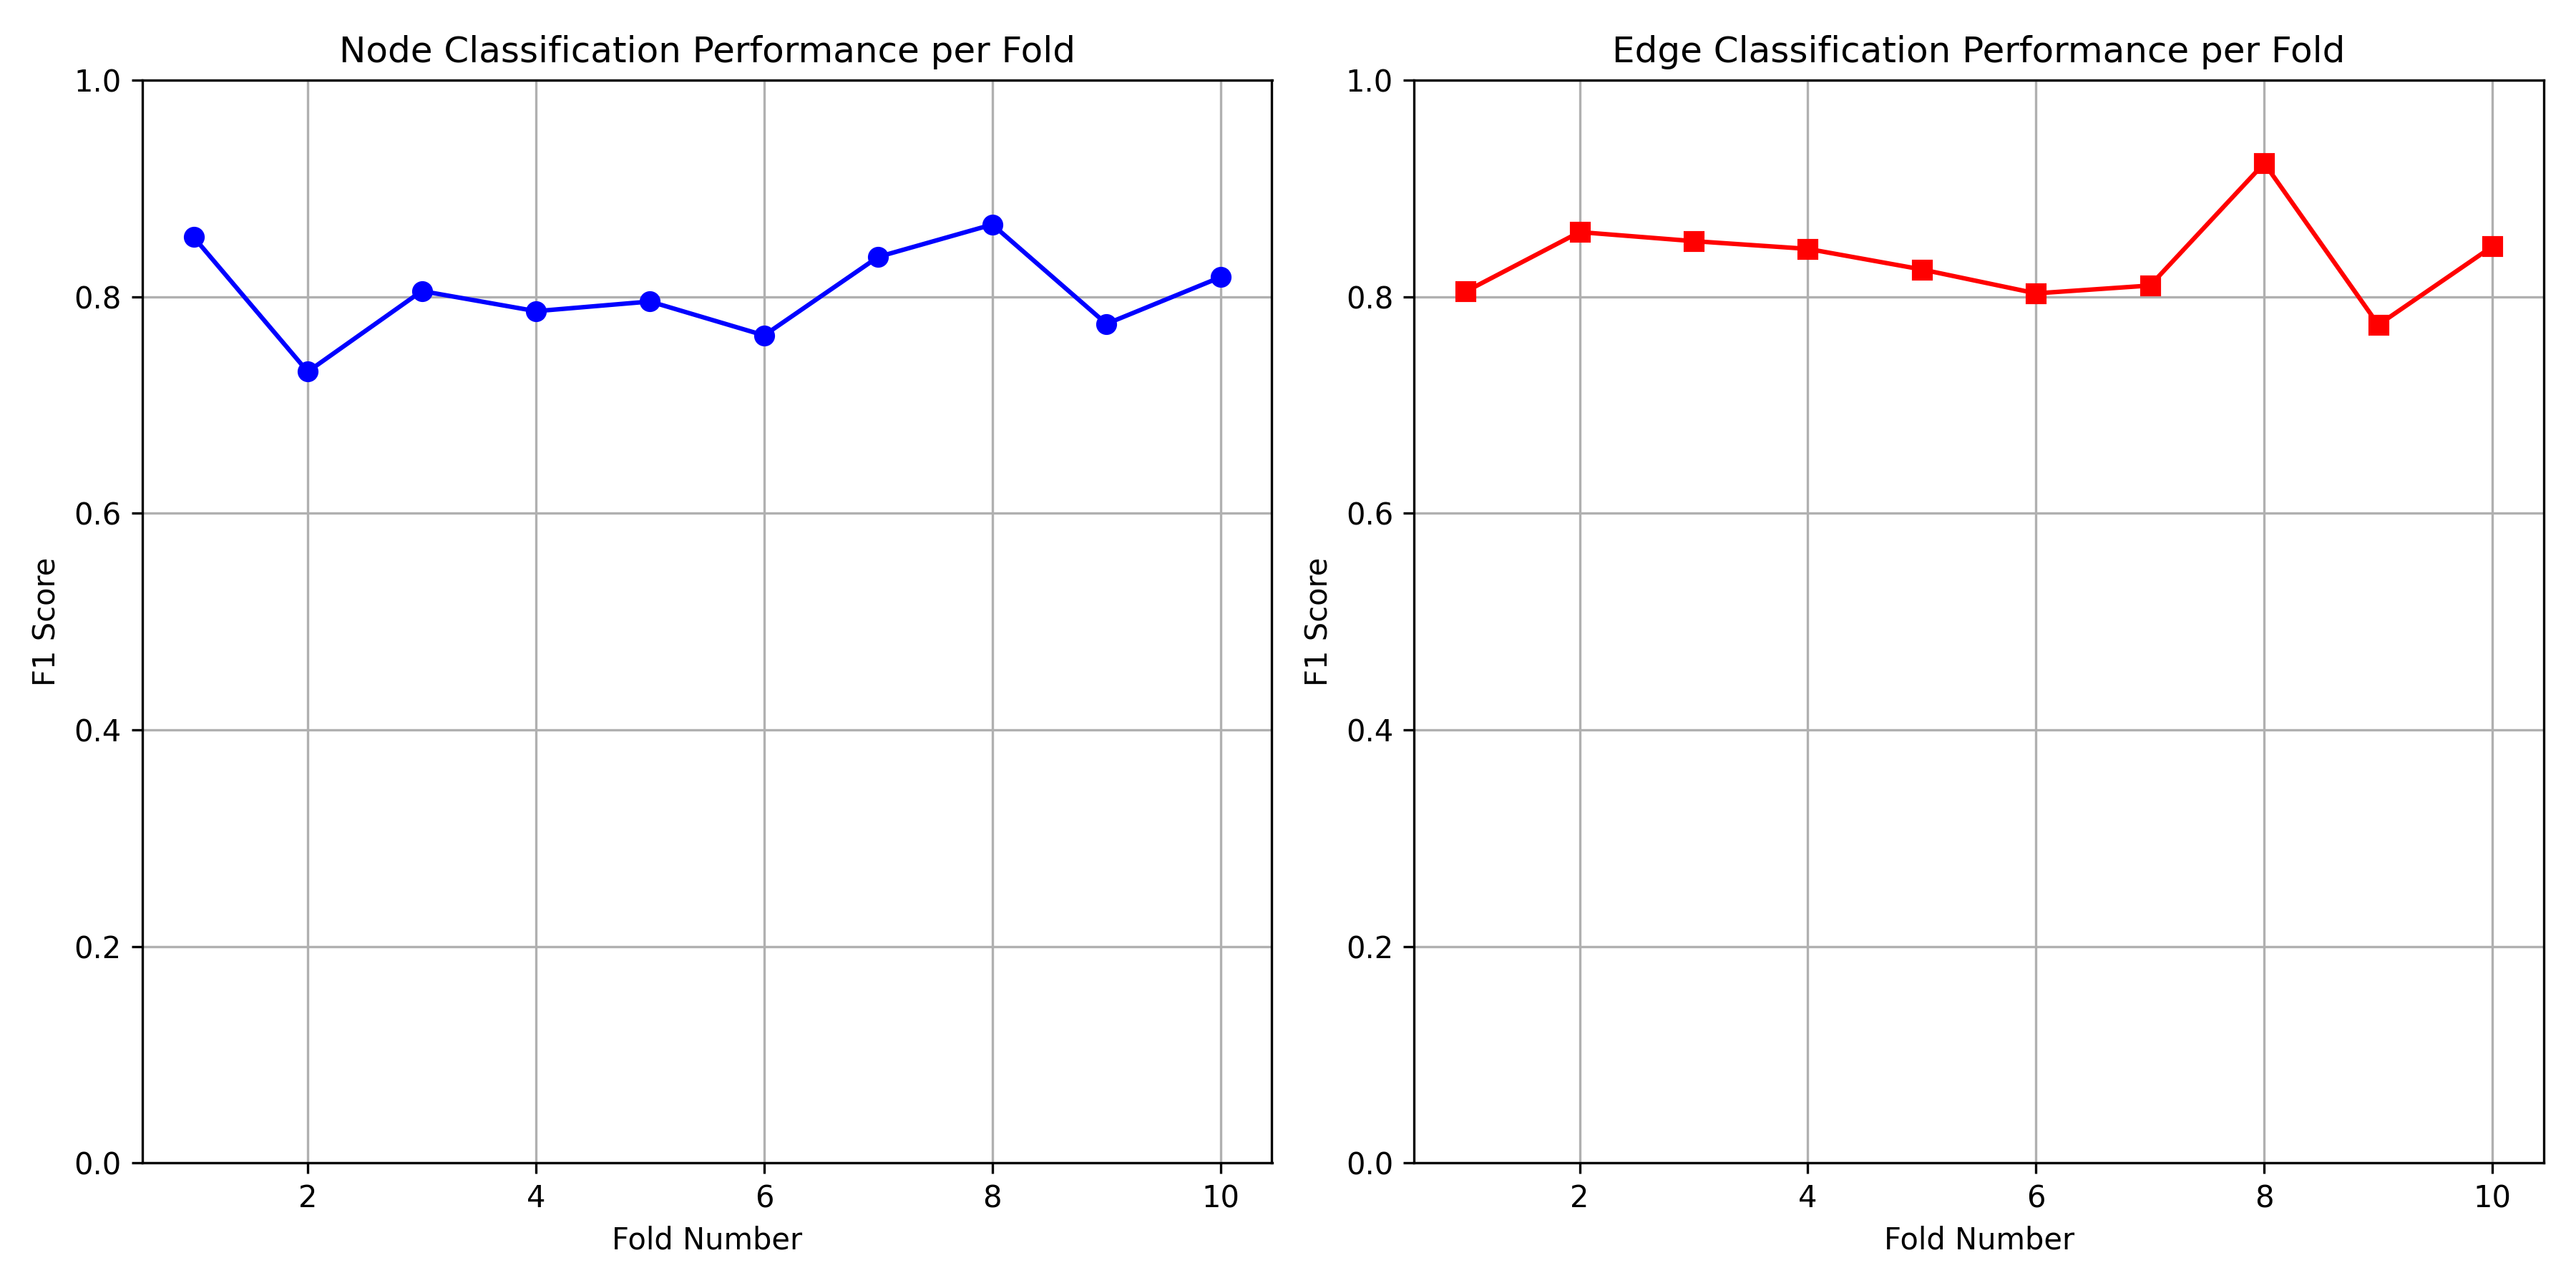 Node Classification Performance per Fold
1.0
0.8
0.6
0.4
0.2
0.0
F1 Score
2 4 6 8 10
Fold Number
Edge Classification Performance per Fold
1.0
0.8
0.6
0.4
0.2
0.0
F1 Score
2 4 6 8 10
Fold Number